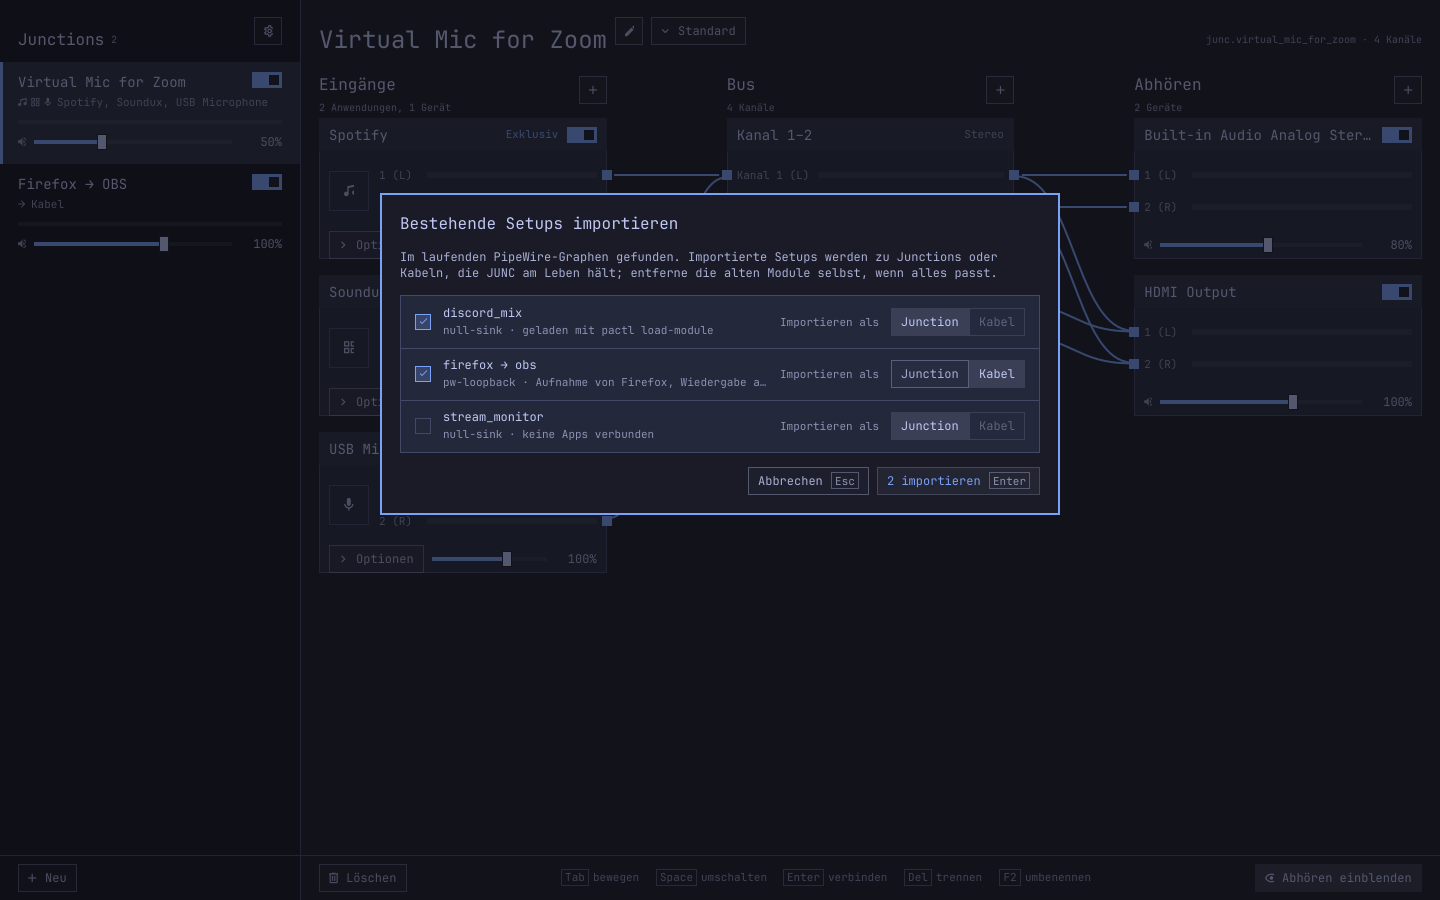 Junctions 2
Virtual Mic for Zoom
Spotify, Soundux, USB Microphone
50%
Firefox → OBS
→ Kabel
100%
+ Neu
Virtual Mic for Zoom
Standard
junc.virtual_mic_for_zoom · 4 Kanäle
Eingänge
2 Anwendungen, 1 Gerät
Spotify
Exklusiv
1 (L)
Opti
Soundu
Opti
USB Mi
2 (R)
Optionen
100%
Bus
4 Kanäle
Kanal 1–2
Stereo
Kanal 1 (L)
Abhören
2 Geräte
Built-in Audio Analog Ster…
1 (L)
2 (R)
80%
HDMI Output
1 (L)
2 (R)
100%
Bestehende Setups importieren
Im laufenden PipeWire-Graphen gefunden. Importierte Setups werden zu Junctions oder
Kabeln, die JUNC am Leben hält; entferne die alten Module selbst, wenn alles passt.
discord_mix
null-sink · geladen mit pactl load-module
Importieren als
Junction
Kabel
firefox → obs
pw-loopback · Aufnahme von Firefox, Wiedergabe a…
Importieren als
Junction
Kabel
stream_monitor
null-sink · keine Apps verbunden
Importieren als
Junction
Kabel
Abbrechen Esc
2 importieren Enter
Löschen
Tab bewegen
Space umschalten
Enter verbinden
Del trennen
F2 umbenennen
Abhören einblenden